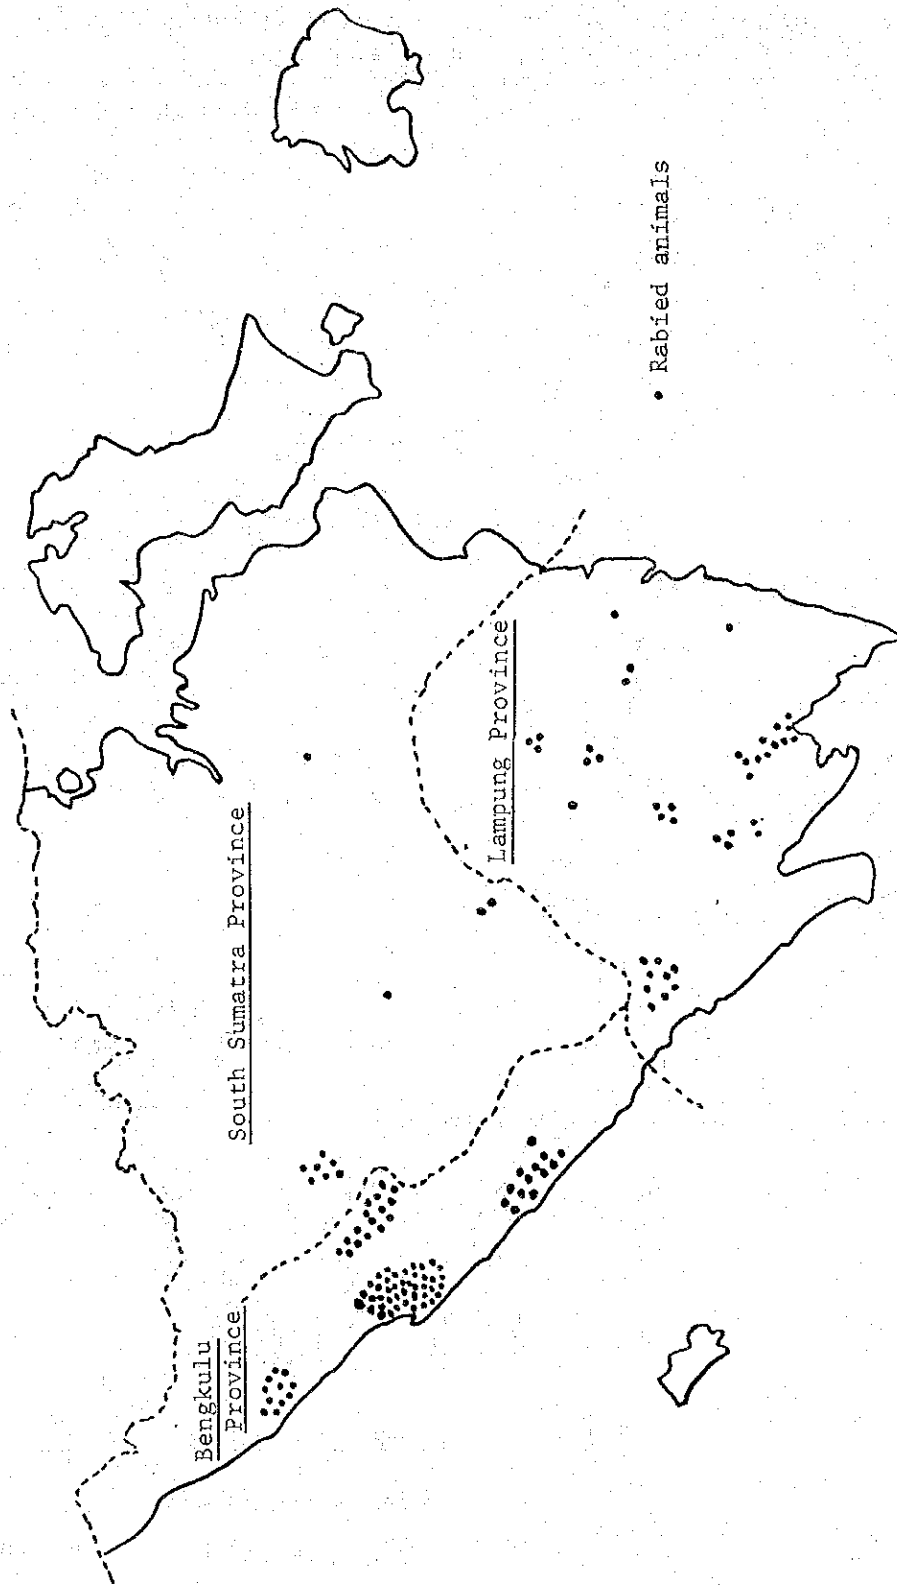 Bengkulu
Province
South Sumatra Province
Lampung Province
• Rabied animals